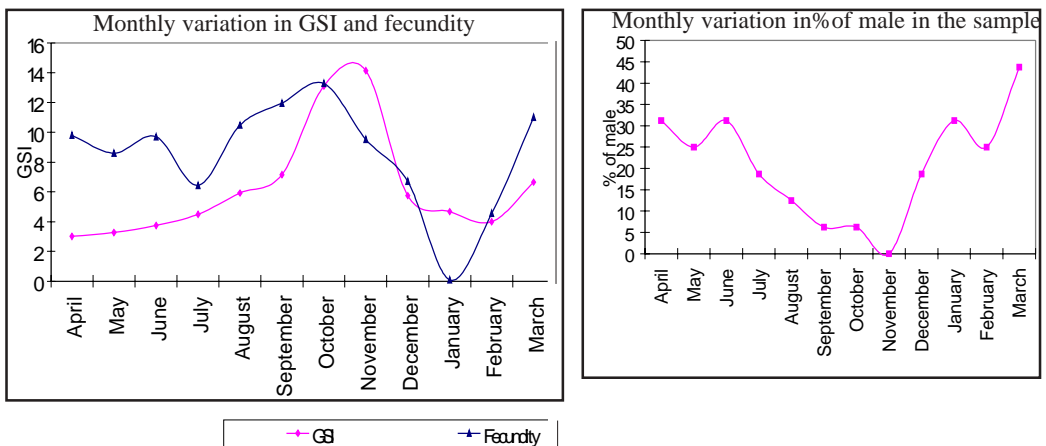 Monthly variation in GSI and fecundity
16
14
12
10
8
6
4
2
0
GSI
April
May
June
July
August
September
October
November
December
January
February
March
GSI
Fecundity
Monthly variation in% of male in the sample
50
45
40
35
30
25
20
15
10
5
0
% of male
April
May
June
July
August
September
October
November
December
January
February
March